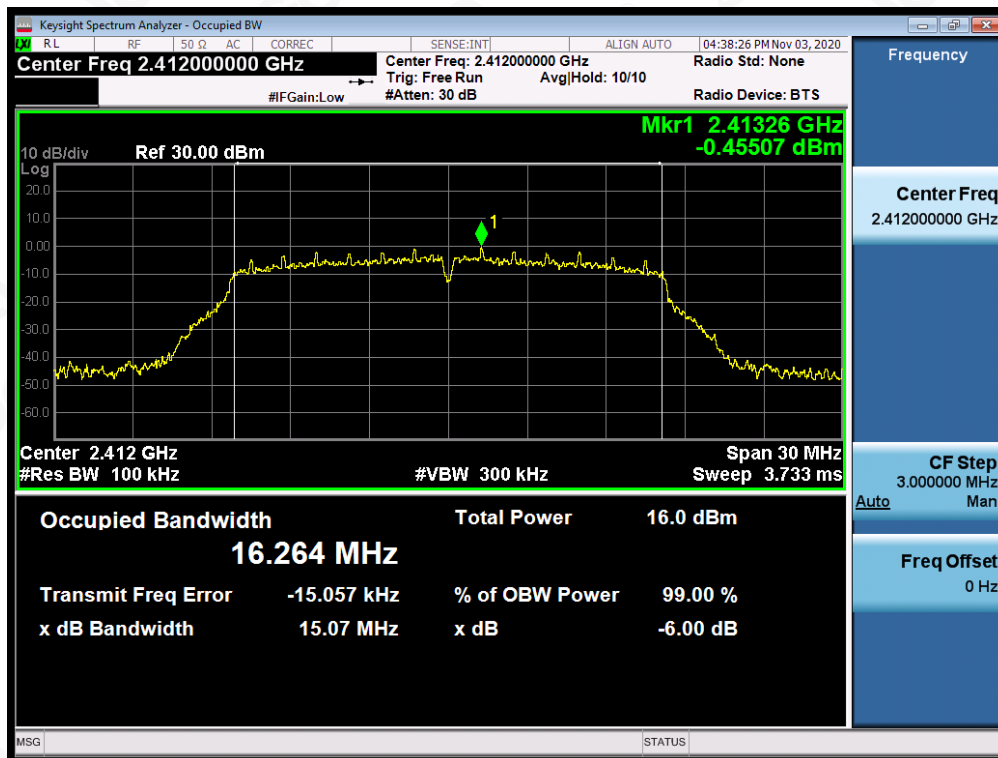 Keysight Spectrum Analyzer - Occupied BW
LXI RL RF 50 Ω AC CORREC SENSE:INT ALIGN AUTO 04:38:26 PM Nov 03, 2020
Center Freq 2.412000000 GHz
Center Freq: 2.412000000 GHz
Radio Std: None
Trig: Free Run Avg|Hold: 10/10
#IFGain:Low
#Atten: 30 dB
Radio Device: BTS
Frequency
Mkr1 2.41326 GHz
-0.45507 dBm
10 dB/div Ref 30.00 dBm
Log
20.0
10.0
1
0.00
-10.0
-20.0
-30.0
-40.0
-50.0
-60.0
Center 2.412 GHz Span 30 MHz
#Res BW 100 kHz #VBW 300 kHz Sweep 3.733 ms
Occupied Bandwidth Total Power 16.0 dBm
16.264 MHz
Transmit Freq Error -15.057 kHz % of OBW Power 99.00 %
x dB Bandwidth 15.07 MHz x dB -6.00 dB
Center Freq
2.412000000 GHz
CF Step
3.000000 MHz
Auto Man
Freq Offset
0 Hz
MSG STATUS